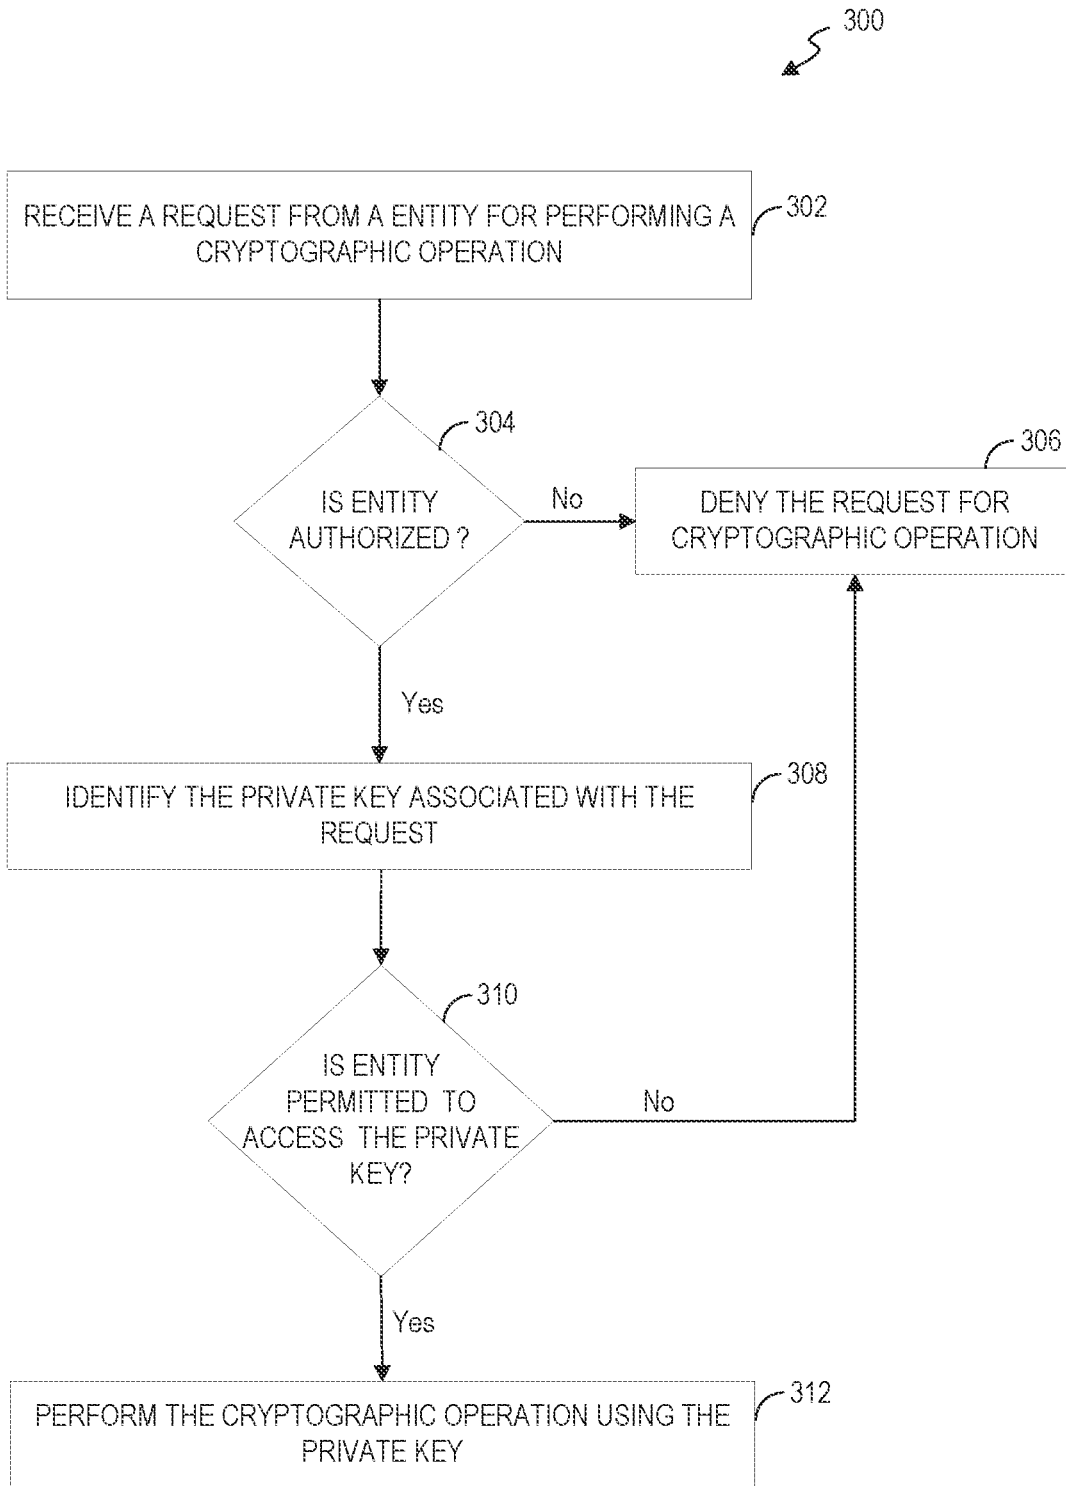 300
RECEIVE A REQUEST FROM A ENTITY FOR PERFORMING A
CRYPTOGRAPHIC OPERATION
302
304
IS ENTITY
AUTHORIZED ?
No
306
DENY THE REQUEST FOR
CRYPTOGRAPHIC OPERATION
Yes
IDENTIFY THE PRIVATE KEY ASSOCIATED WITH THE
REQUEST
308
310
IS ENTITY
PERMITTED TO
ACCESS THE PRIVATE
KEY?
No
Yes
PERFORM THE CRYPTOGRAPHIC OPERATION USING THE
PRIVATE KEY
312